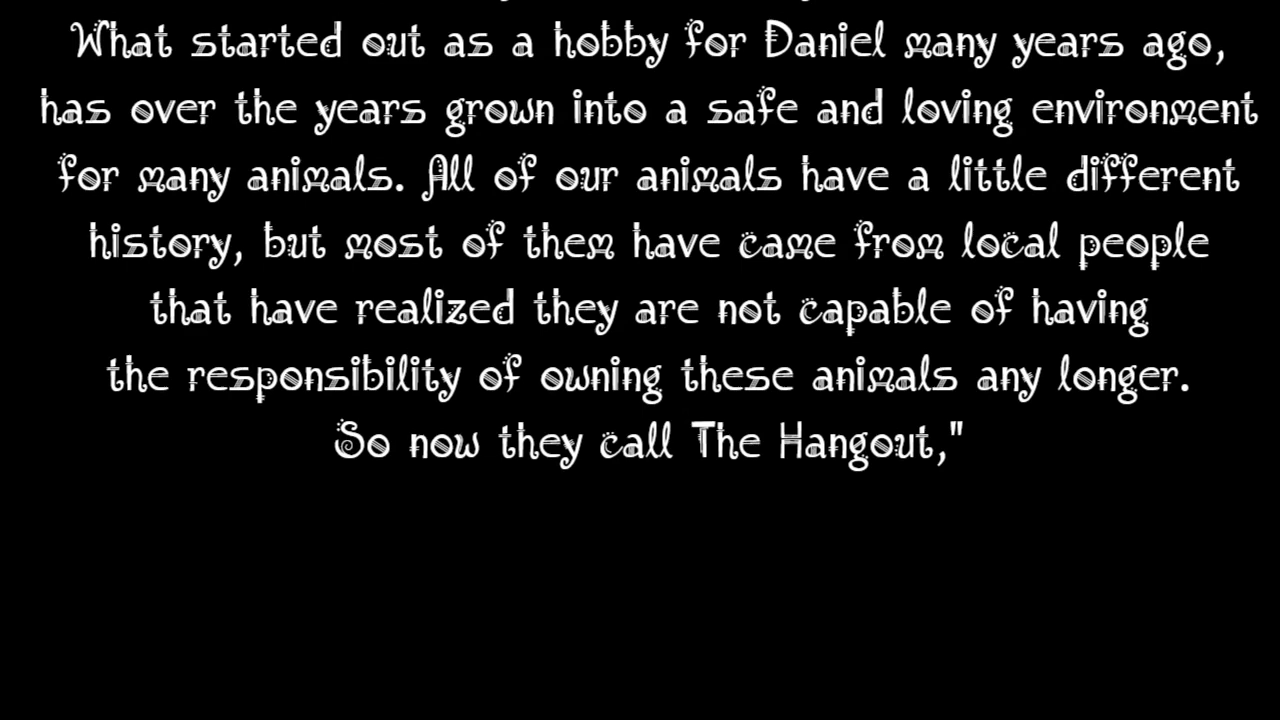 What started out as a hobby for Daniel many years ago,
has over the years grown into a safe and loving environment
for many animals. All of our animals have a little different
history, but most of them have came from local people
that have realized they are not capable of having
the responsibility of owning these animals any longer.
So now they call The Hangout,"